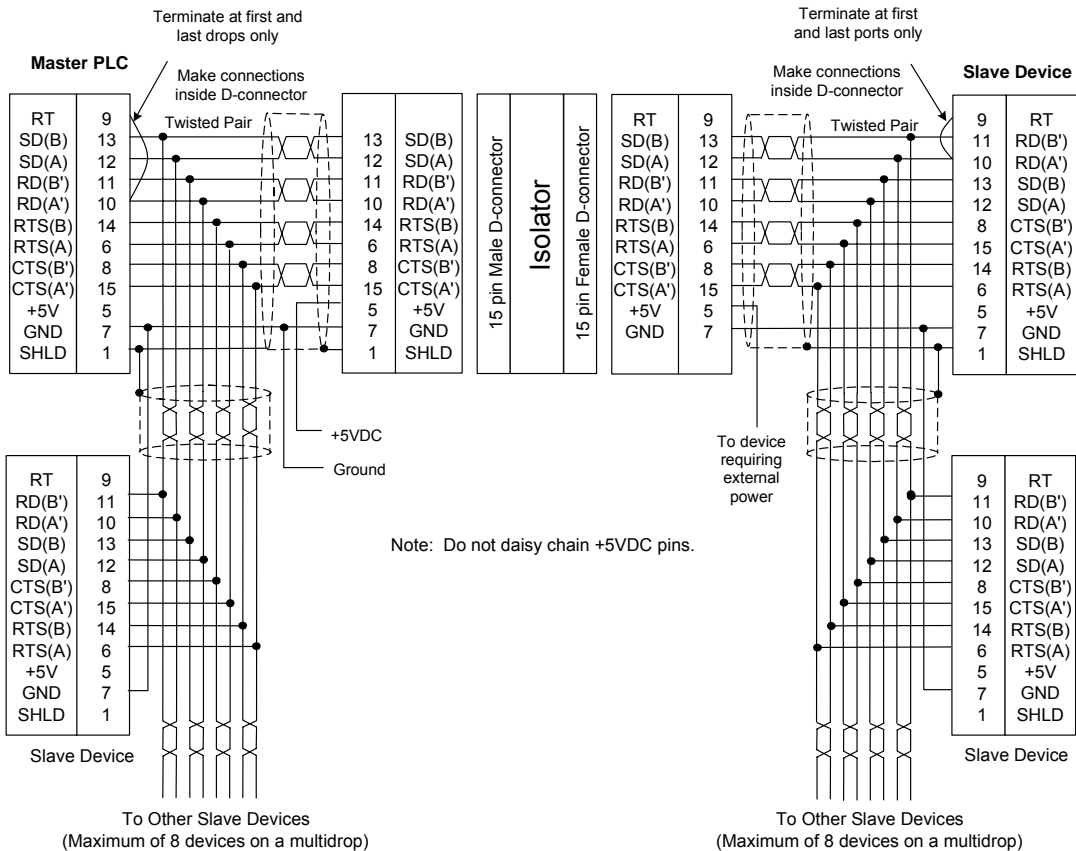 Terminate at first and
last drops only
Master PLC
Make connections
inside D-connector
Twisted Pair
RT 9
SD(B) 13
SD(A) 12
RD(B') 11
RD(A') 10
RTS(B) 14
RTS(A) 6
CTS(B') 8
CTS(A') 15
+5V 5
GND 7
SHLD 1
13 SD(B)
12 SD(A)
11 RD(B')
10 RD(A')
14 RTS(B)
6 RTS(A)
8 CTS(B')
15 CTS(A')
5 +5V
7 GND
1 SHLD
+5VDC
Ground
15 pin Male D-connector
Isolator
15 pin Female D-connector
RT 9
SD(B) 13
SD(A) 12
RD(B') 11
RD(A') 10
RTS(B) 14
RTS(A) 6
CTS(B') 8
CTS(A') 15
+5V 5
GND 7
To device
requiring
external
power
Terminate at first
and last ports only
Make connections
inside D-connector
Twisted Pair
Slave Device
9 RT
11 RD(B')
10 RD(A')
13 SD(B)
12 SD(A)
8 CTS(B')
15 CTS(A')
14 RTS(B)
6 RTS(A)
5 +5V
7 GND
1 SHLD
RT 9
RD(B') 11
RD(A') 10
SD(B) 13
SD(A) 12
CTS(B') 8
CTS(A') 15
RTS(B) 14
RTS(A) 6
+5V 5
GND 7
SHLD 1
Slave Device
Note: Do not daisy chain +5VDC pins.
9 RT
11 RD(B')
10 RD(A')
13 SD(B)
12 SD(A)
8 CTS(B')
15 CTS(A')
14 RTS(B)
6 RTS(A)
5 +5V
7 GND
1 SHLD
Slave Device
To Other Slave Devices
(Maximum of 8 devices on a multidrop)
To Other Slave Devices
(Maximum of 8 devices on a multidrop)